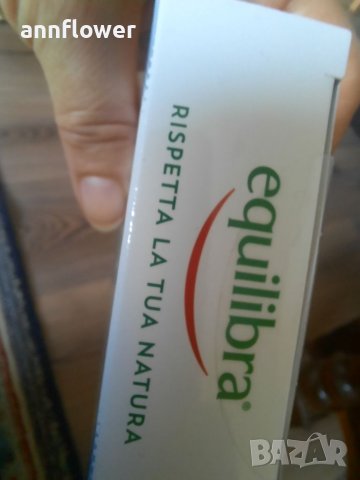 annflower
equilibra®
RISPETTA LA TUA NATURA
BAZAR